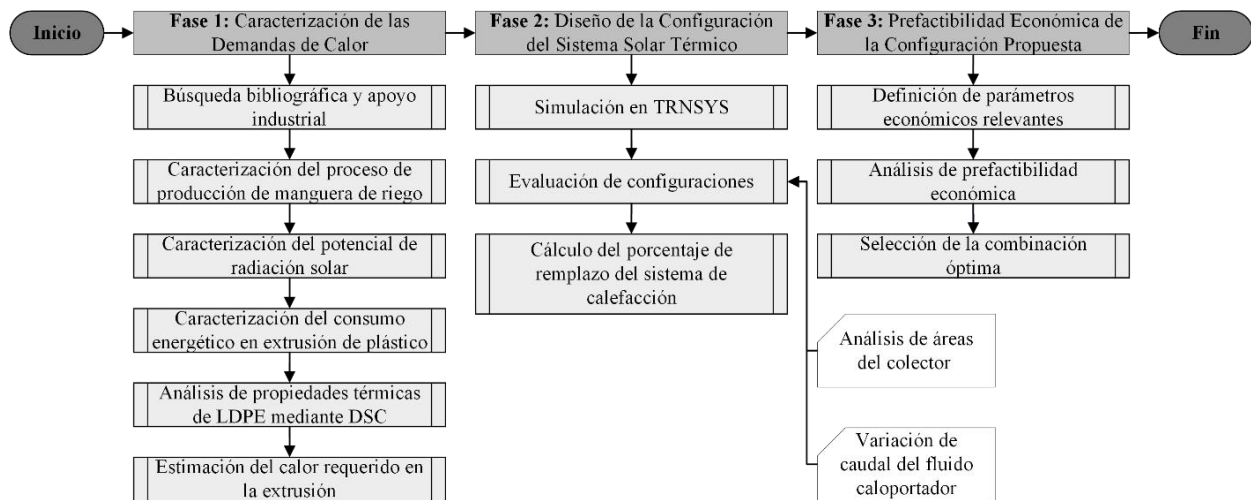 Inicio
Fase 1: Caracterización de las
Demandas de Calor
Fase 2: Diseño de la Configuración
del Sistema Solar Térmico
Fase 3: Prefactibilidad Económica de
la Configuración Propuesta
Fin
Búsqueda bibliográfica y apoyo
industrial
Caracterización del proceso de
producción de manguera de riego
Caracterización del potencial de
radiación solar
Caracterización del consumo
energético en extrusión de plástico
Análisis de propiedades térmicas
de LDPE mediante DSC
Estimación del calor requerido en
la extrusión
Simulación en TRNSYS
Evaluación de configuraciones
Cálculo del porcentaje de
remplazo del sistema de
calefacción
Definición de parámetros
económicos relevantes
Análisis de prefactibilidad
económica
Selección de la combinación
óptima
Análisis de áreas
del colector
Variación de
caudal del fluido
caloportador